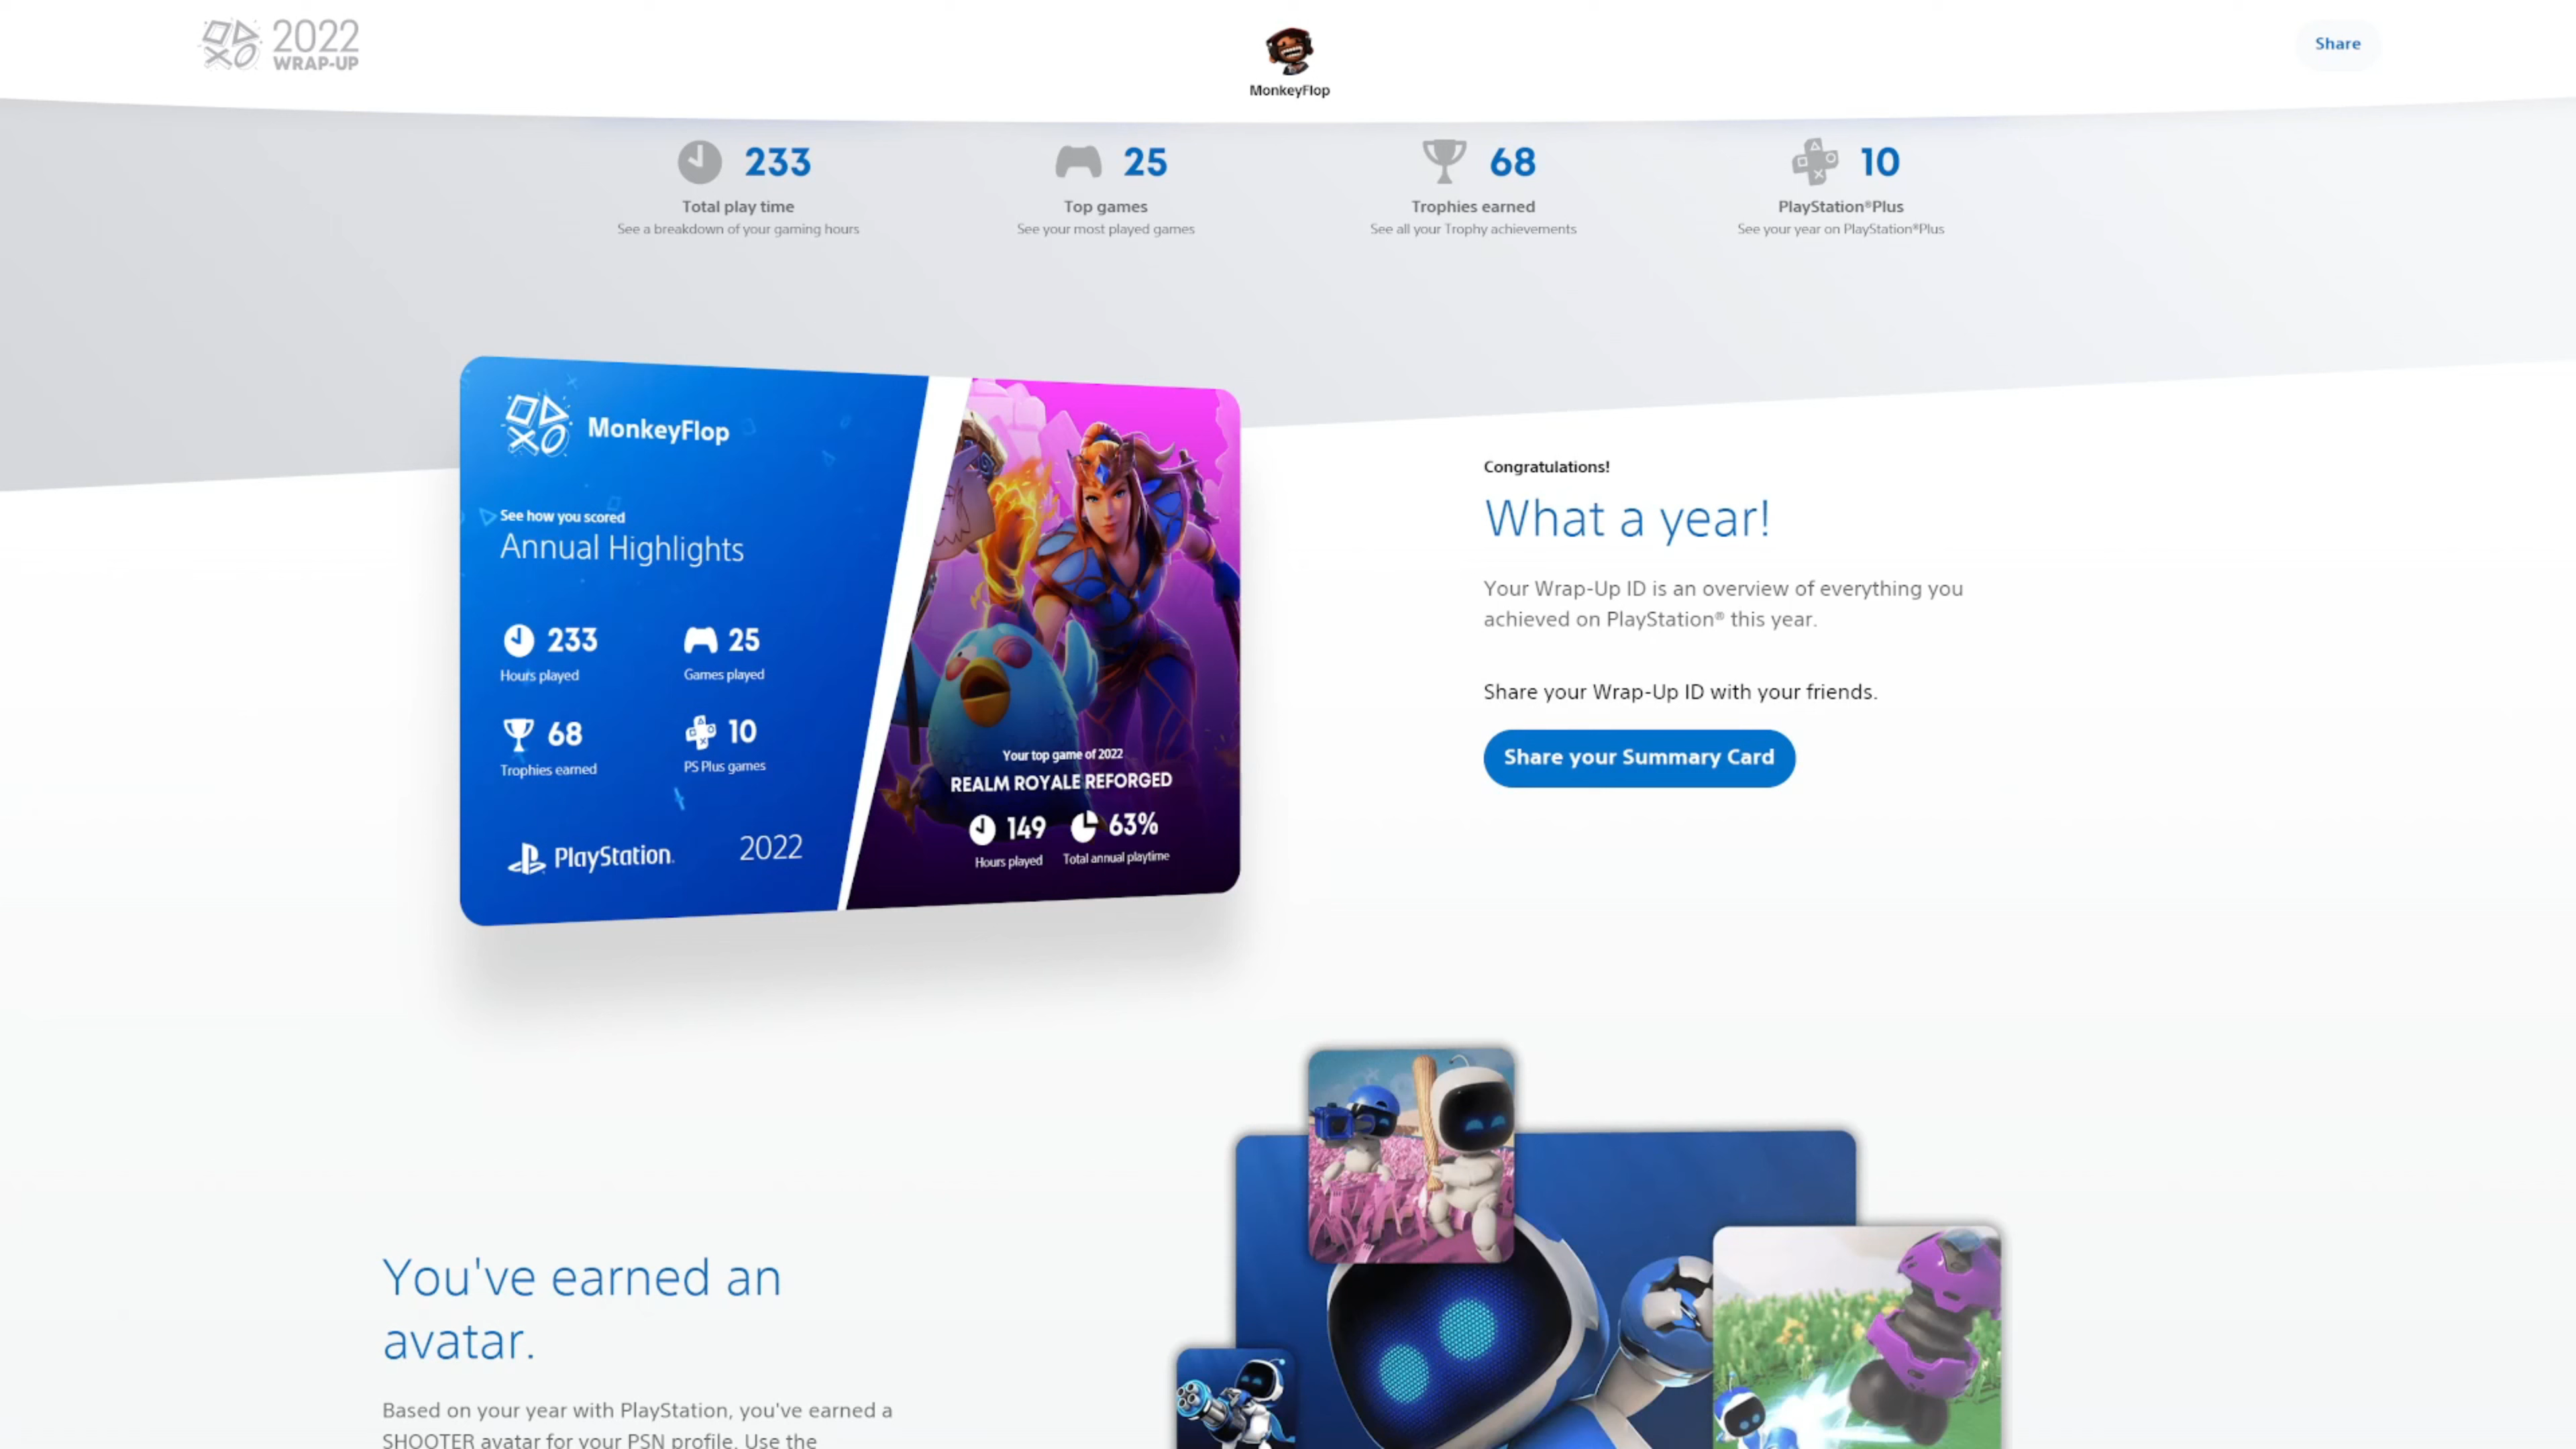 2022
WRAP-UP
MonkeyFlop
Share
233
Total play time
See a breakdown of your gaming hours
25
Top games
See your most played games
68
Trophies earned
See all your Trophy achievements
10
PlayStation®Plus
See your year on PlayStation®Plus
MonkeyFlop
See how you scored
Annual Highlights
233
Hours played
25
Games played
68
Trophies earned
10
PS Plus games
PlayStation.
2022
Your top game of 2022
REALM ROYALE REFORGED
149
Hours played
63%
Total annual playtime
Congratulations!
What a year!
Your Wrap-Up ID is an overview of everything you
achieved on PlayStation® this year.
Share your Wrap-Up ID with your friends.
Share your Summary Card
You've earned an
avatar.
Based on your year with PlayStation, you've earned a
SHOOTER avatar for your PSN profile. Use the